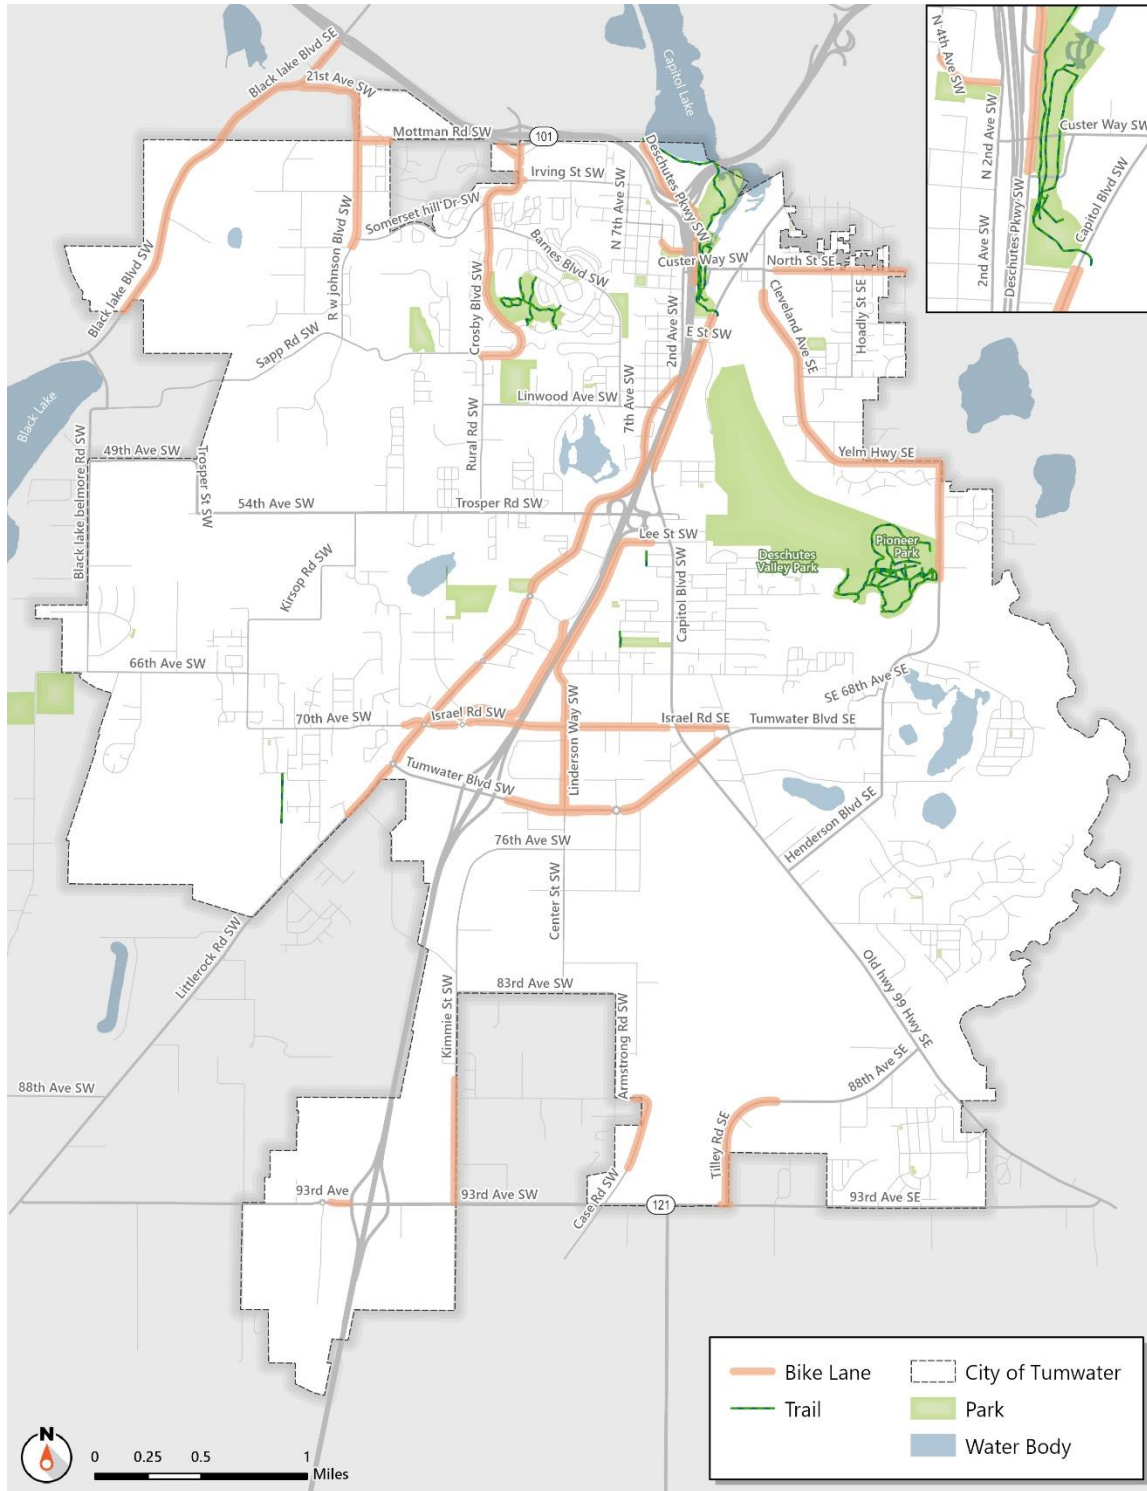 Black lake Blvd SE
21st Ave SW
Mottman Rd SW
101
Capitol Lake
Irving St SW
Deschutes Pkwy SW
Somerset hill Dr SW
N 7th Ave SW
Barnes Blvd SW
R w Johnson Blvd SW
Black lake Blvd SW
Black lake Blvd SW
Custer Way SW
North St SE
Crosby Blvd SW
2nd Ave SW
E St SW
Cleveland Ave SE
Hoadly St SE
Sapp Rd SW
Linwood Ave SW
7th Ave SW
Rural Rd SW
Black Lake
49th Ave SW
Trosper St SW
Black lake belmore Rd SW
54th Ave SW
Trosper Rd SW
Yelm Hwy SE
Lee St SW
Kirsop Rd SW
Capitol Blvd SW
Deschutes
Valley Park
Pioneer
Park
66th Ave SW
SE 68th Ave SE
70th Ave SW
Israel Rd SW
Linderson Way SW
Israel Rd SE
Tumwater Blvd SE
Tumwater Blvd SW
Henderson Blvd SE
76th Ave SW
Center St SW
Littlerock Rd SW
83rd Ave SW
Old hwy 99 Hwy SE
Kimmie St SW
Armstrong Rd SW
88th Ave SW
88th Ave SE
Tilley Rd SE
93rd Ave
93rd Ave SW
Case Rd SW
121
93rd Ave SE
N 4th Ave SW
N 2nd Ave SW
Custer Way SW
2nd Ave SW
Deschutes Pkwy SW
Capitol Blvd SW
Bike Lane
Trail
City of Tumwater
Park
Water Body
N
0 0.25 0.5 1
Miles